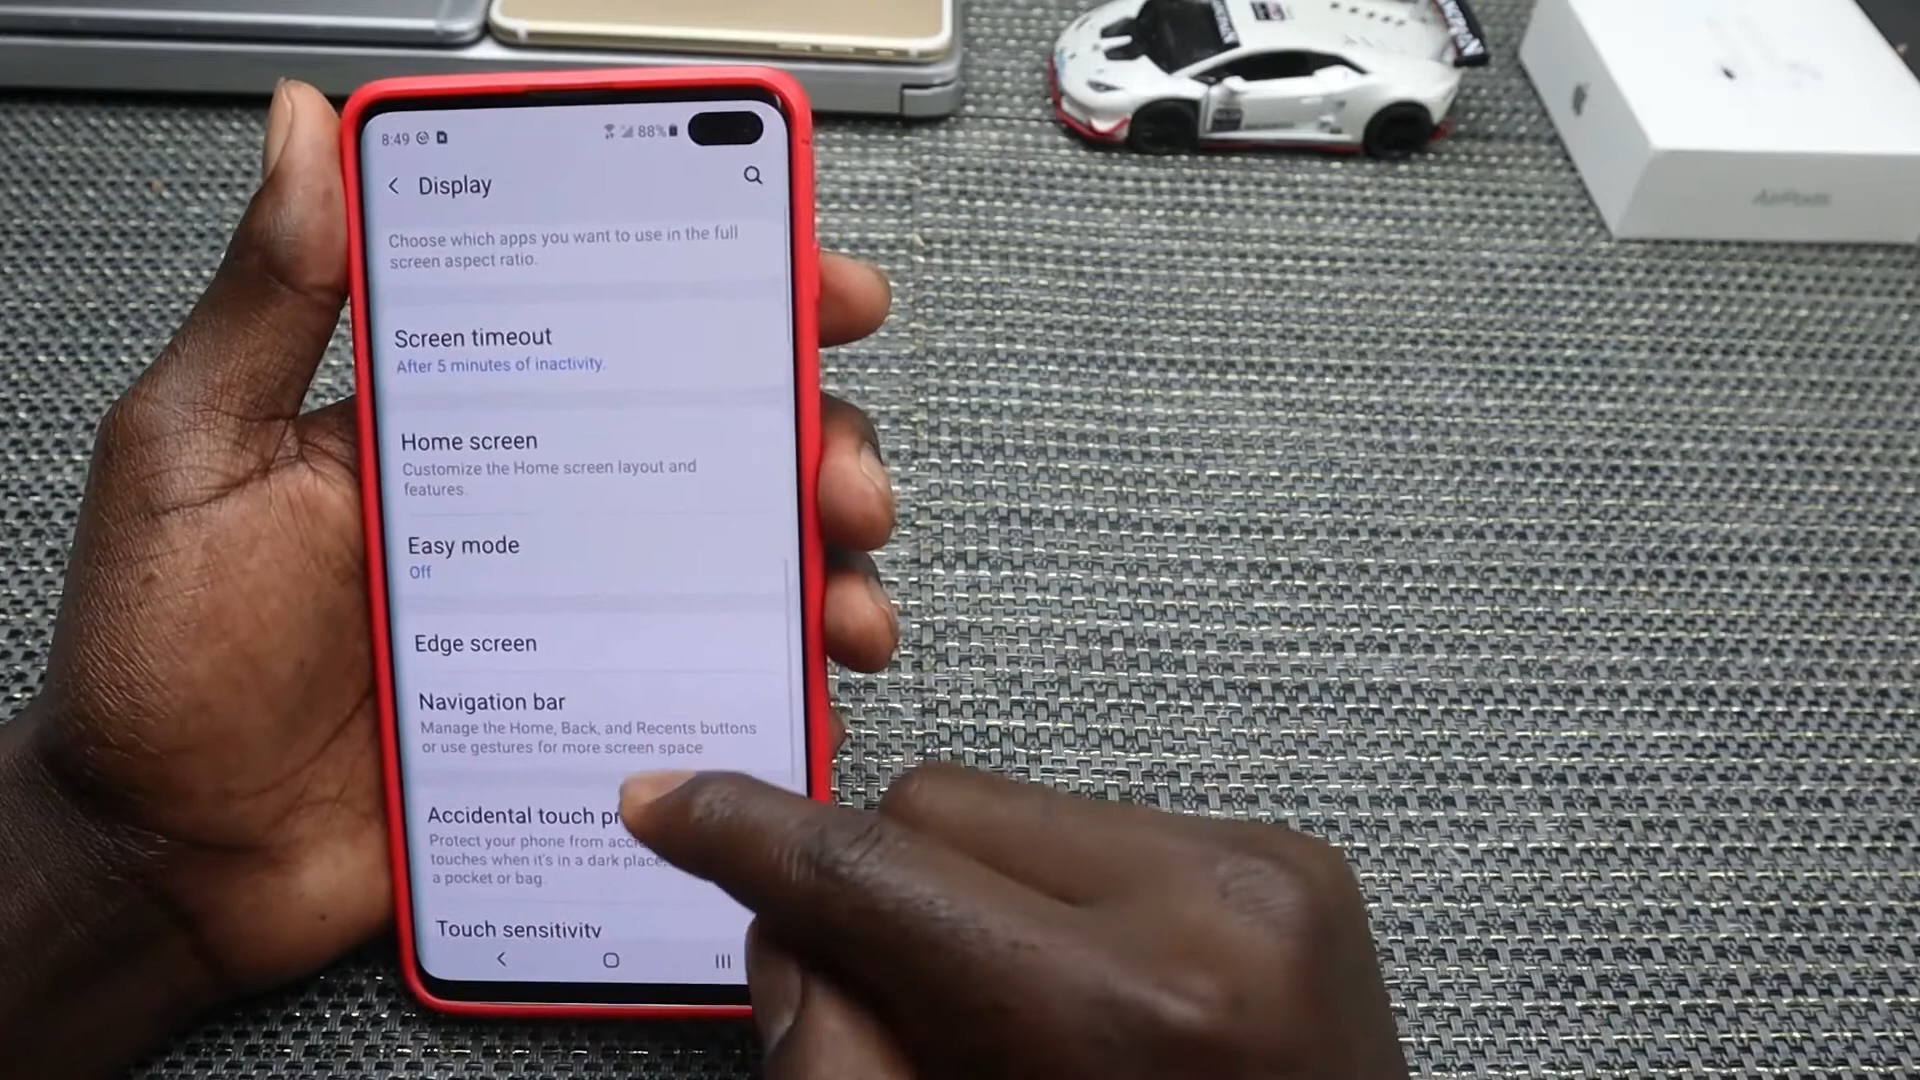 8:49
88%
Display
Choose which apps you want to use in the full
screen aspect ratio.
Screen timeout
After 5 minutes of inactivity.
Home screen
Customize the Home screen layout and
features.
Easy mode
Off
Edge screen
Navigation bar
Manage the Home, Back, and Recents buttons
or use gestures for more screen space
Accidental touch
Protect your phone from
touches when it's in a dark place,
a pocket or bag.
Touch sensitivity
AirPods